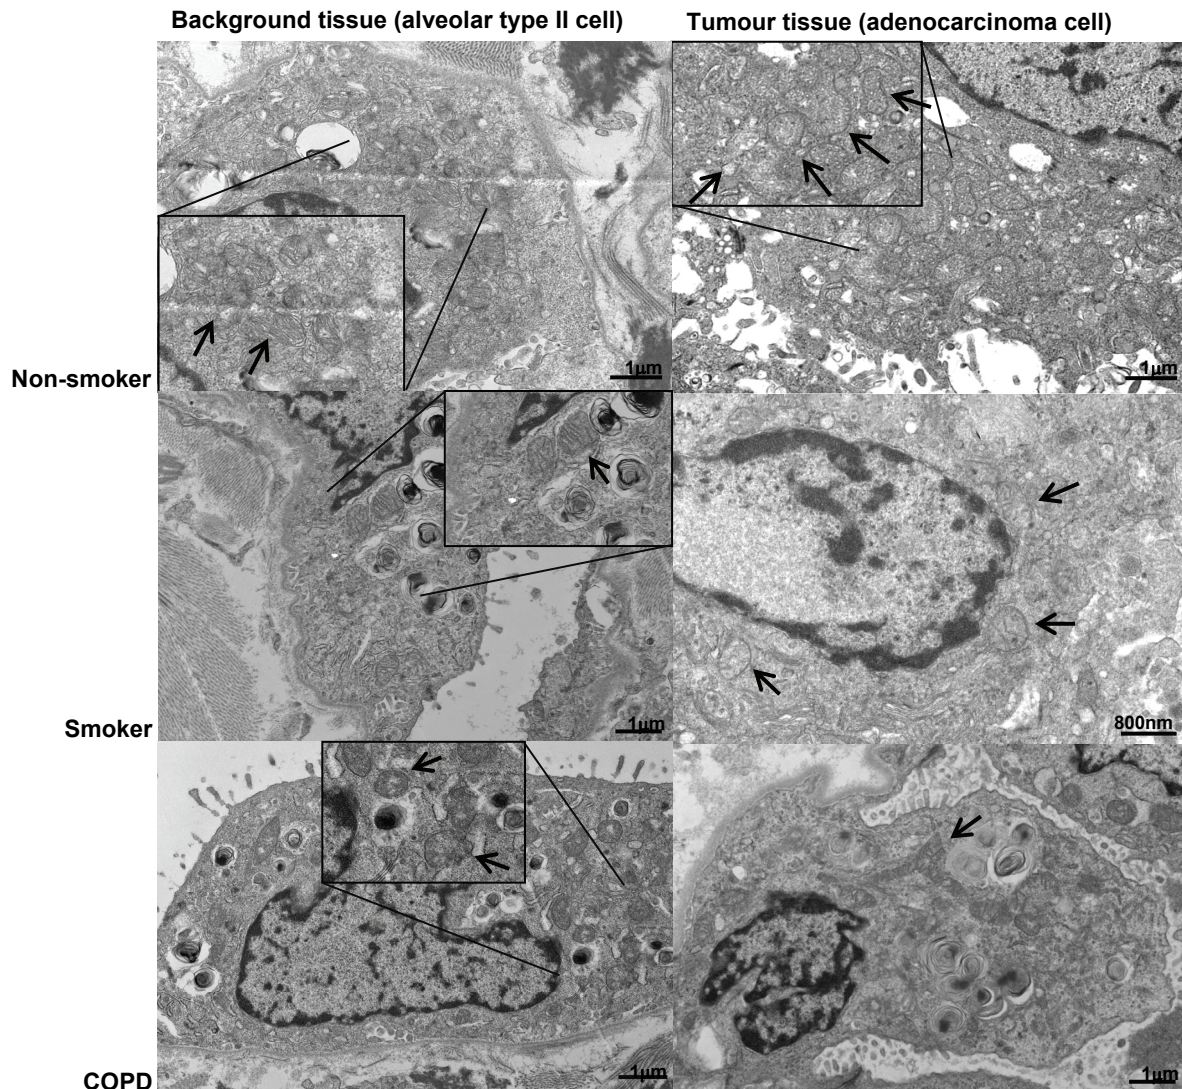 Background tissue (alveolar type II cell)
Tumour tissue (adenocarcinoma cell)
Non-smoker
1µm
1µm
Smoker
1µm
800nm
COPD
1µm
1µm